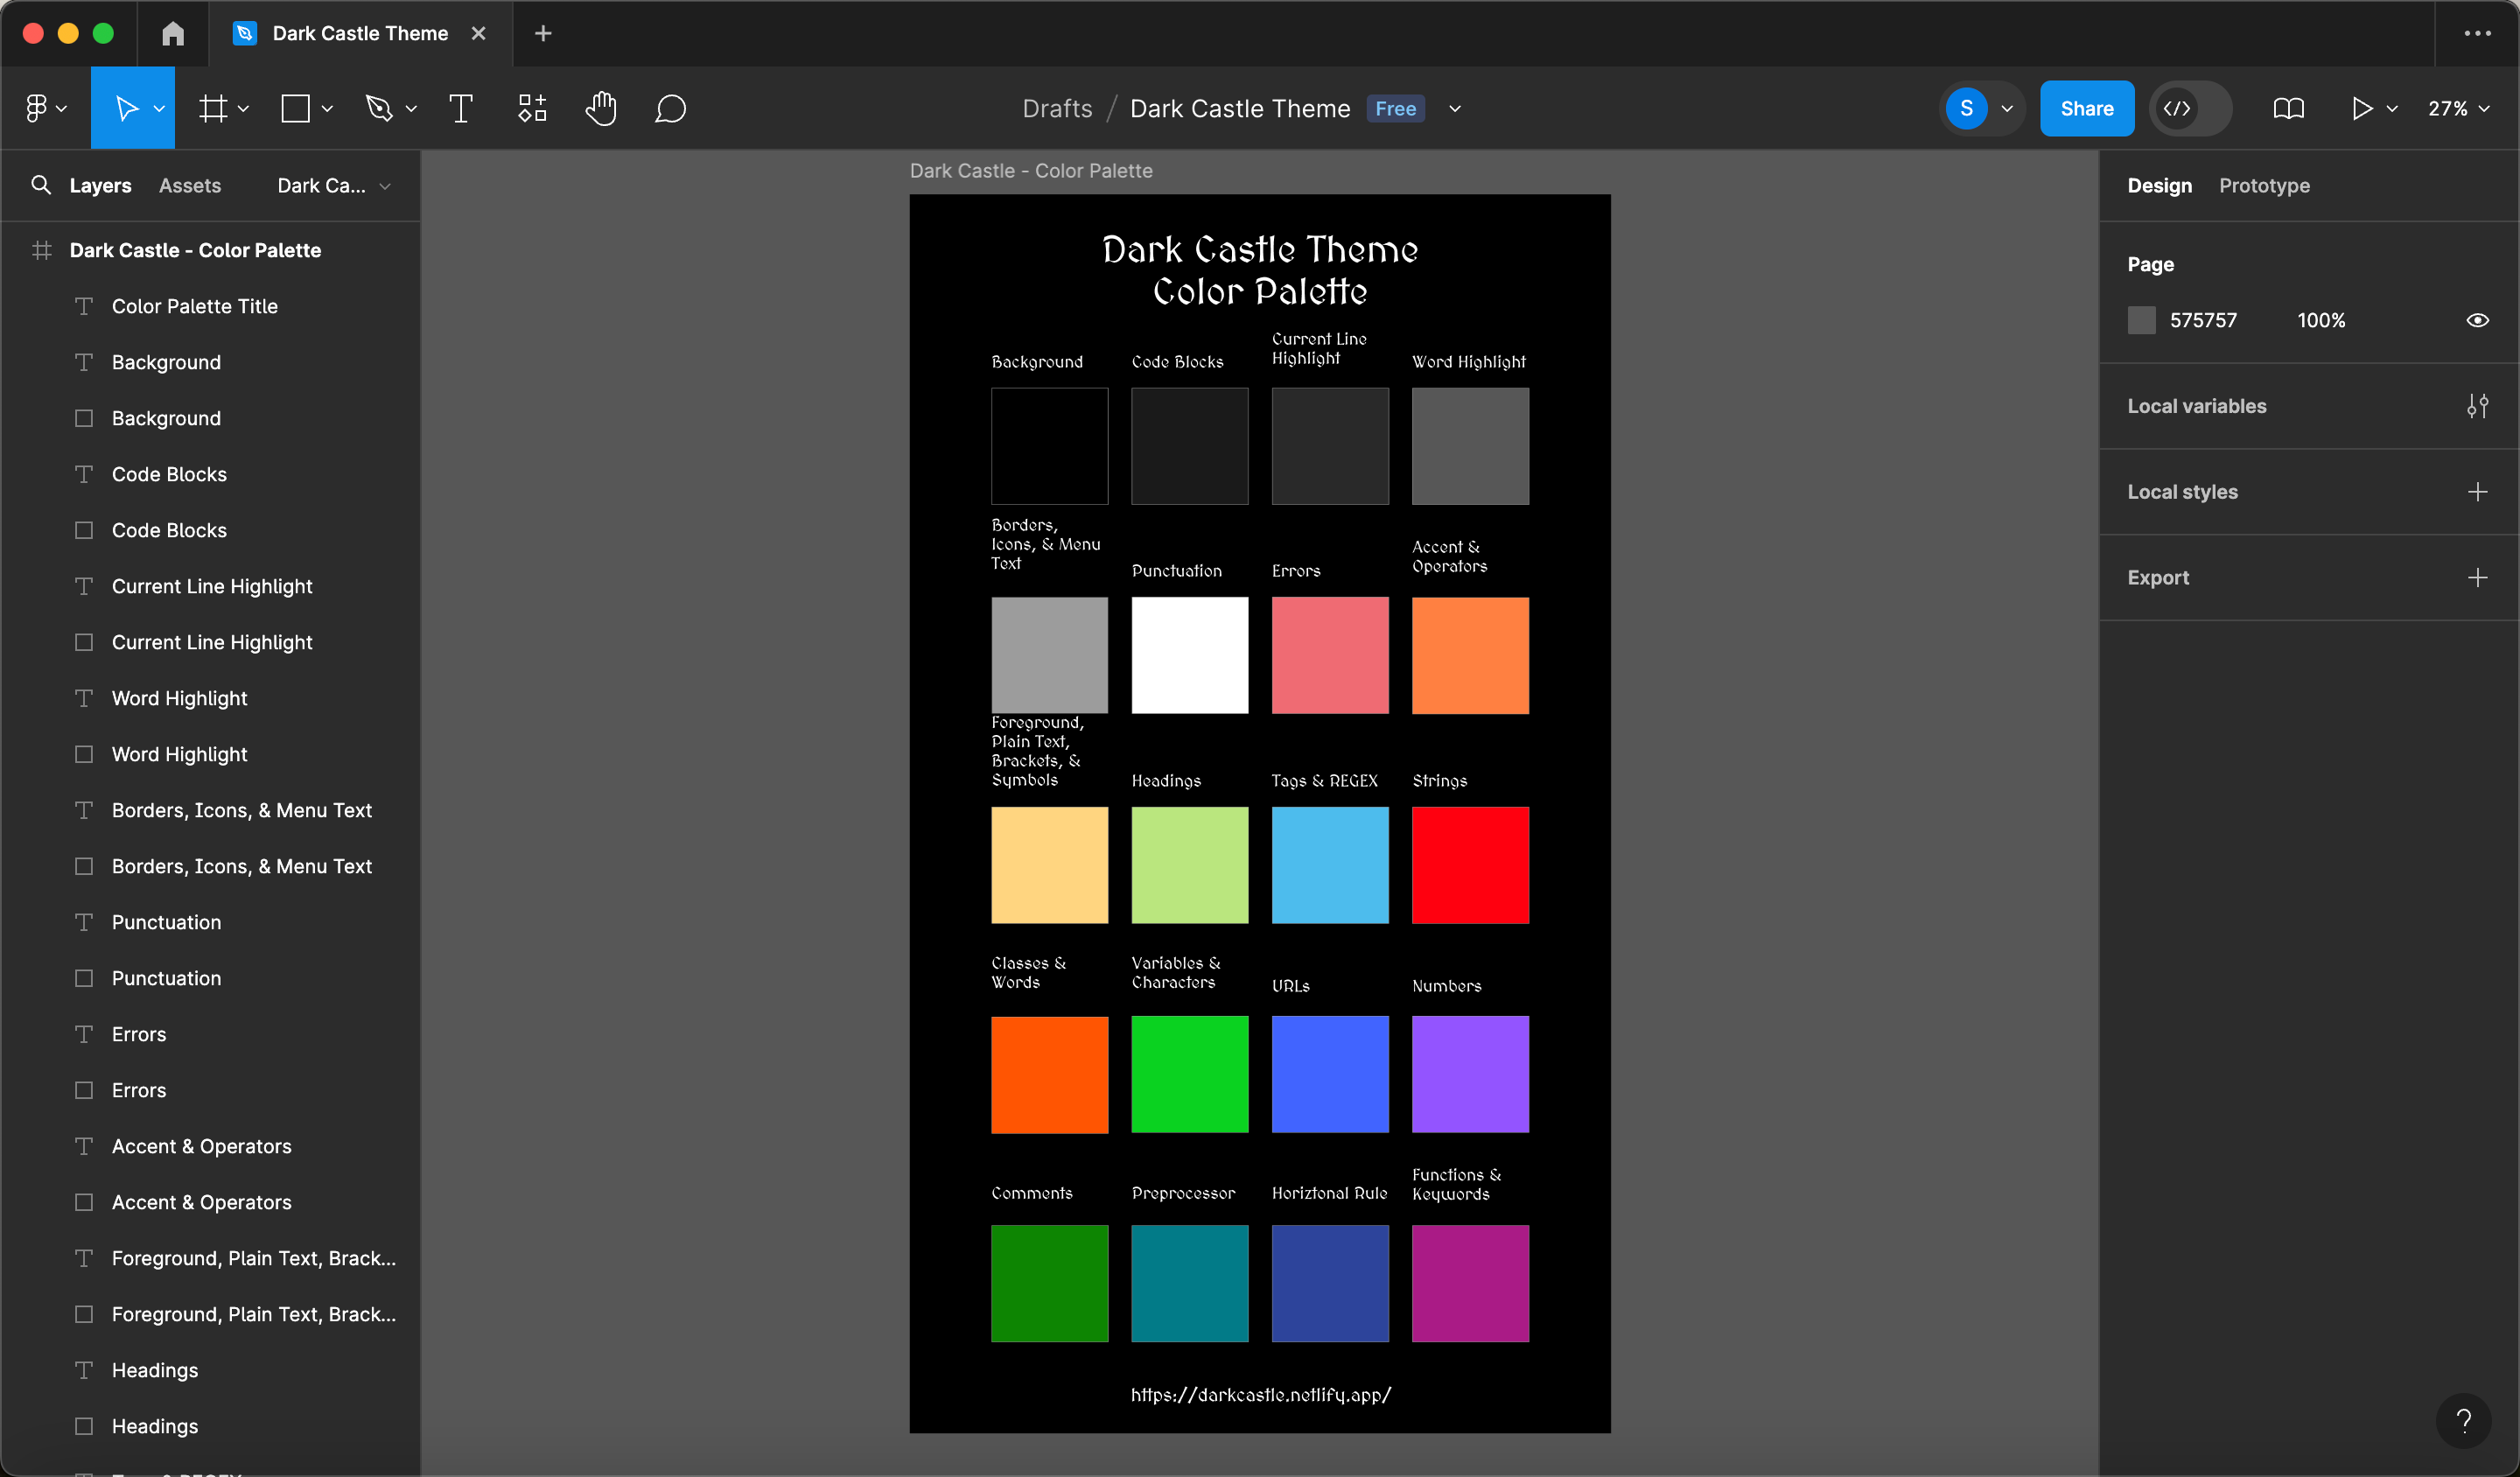 Dark Castle Theme
Drafts / Dark Castle Theme Free
S
Share
27%
Layers Assets Dark Ca...
Dark Castle - Color Palette
Color Palette Title
Background
Background
Code Blocks
Code Blocks
Current Line Highlight
Current Line Highlight
Word Highlight
Word Highlight
Borders, Icons, & Menu Text
Borders, Icons, & Menu Text
Punctuation
Punctuation
Errors
Errors
Accent & Operators
Accent & Operators
Foreground, Plain Text, Brack...
Foreground, Plain Text, Brack...
Headings
Headings
Dark Castle - Color Palette
Dark Castle Theme
Color Palette
Background
Code Blocks
Current Line
Highlight
Word Highlight
Borders,
Icons, & Menu
Text
Punctuation
Errors
Accent &
Operators
Foreground,
Plain Text,
Brackets, &
Symbols
Headings
Tags & REGEX
Strings
Classes &
Words
Variables &
Characters
URLs
Numbers
Comments
Preprocessor
Horiztonal Rule
Functions &
Keywords
https://darkcastle.netlify.app/
Design Prototype
Page
575757 100%
Local variables
Local styles
Export
?